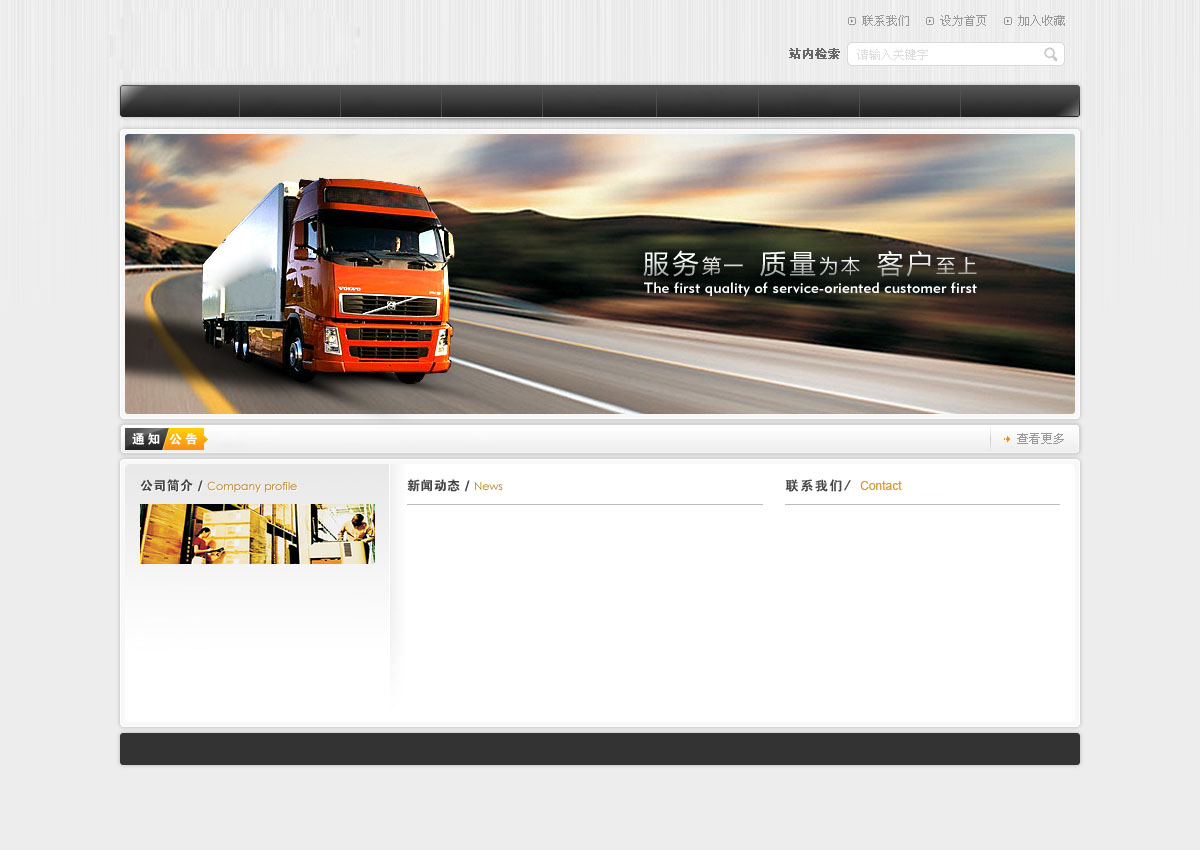 联系我们 设为首页 加入收藏
站内检索 请输入关键字
服务第一 质量为本 客户至上
The first quality of service-oriented customer first
VOLVO
通知 公告 查看更多
公司简介 / Company profile
新闻动态 / News
联系我们/ Contact